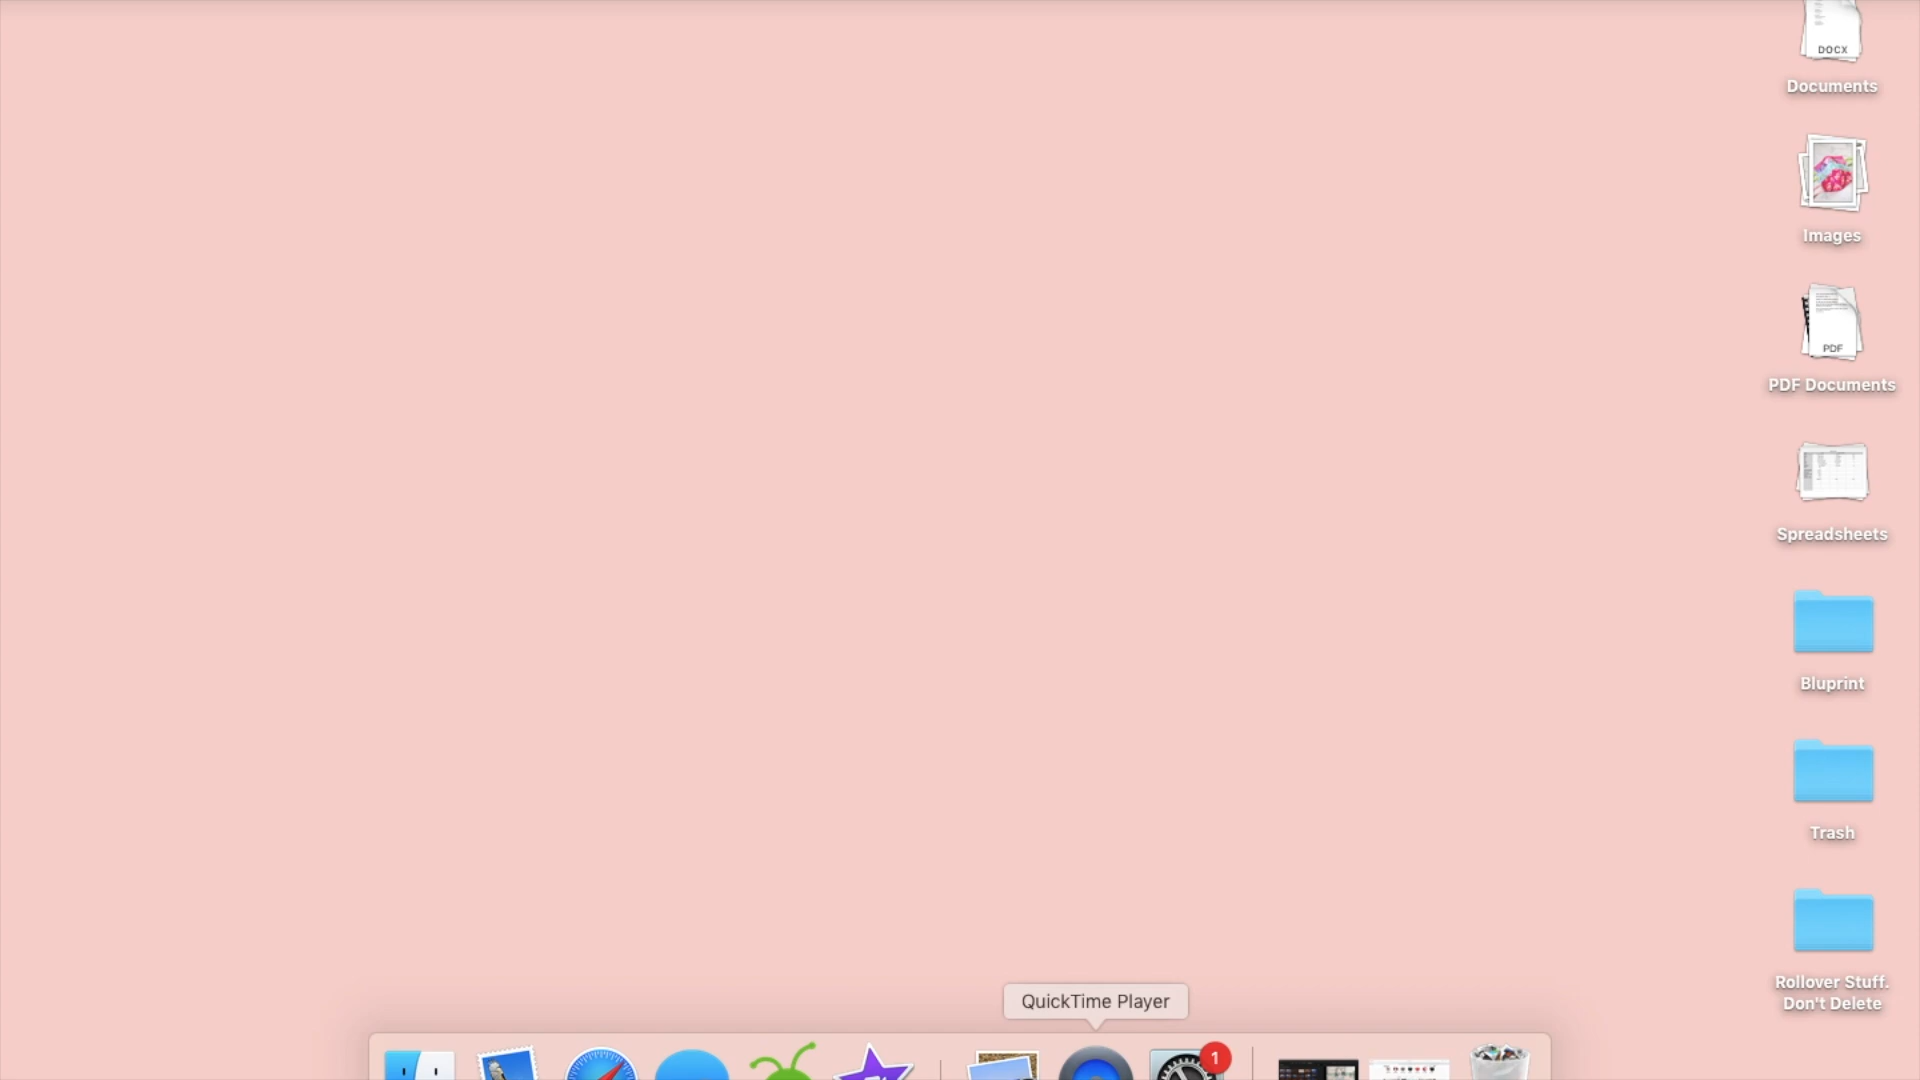 DOCX
Documents
Images
PDF
PDF Documents
Spreadsheets
Bluprint
Trash
Rollover Stuff.
Don't Delete
QuickTime Player
1